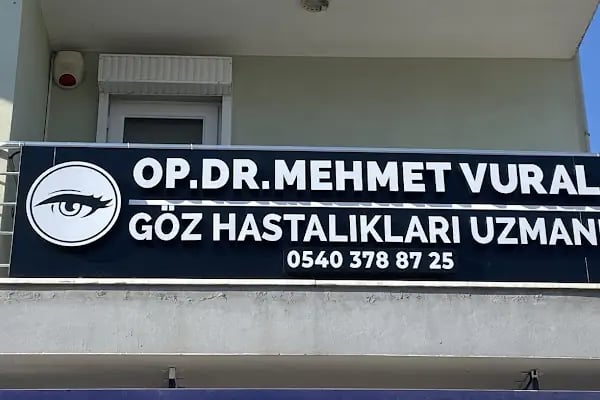 OP.DR.MEHMET VURAL
GÖZ HASTALIKLARI UZMANI
0540 378 87 25